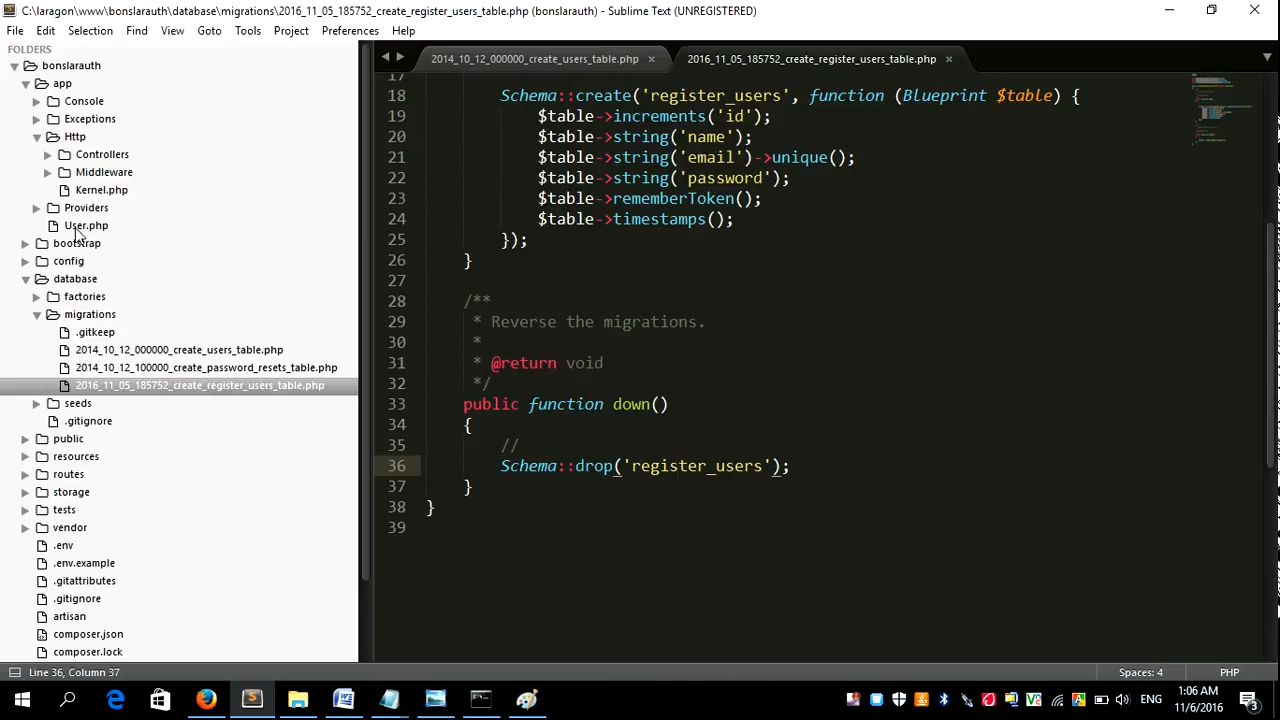 C:\laragon\www\bonslarauth\database\migrations\2016_11_05_185752_create_register_users_table.php (bonslarauth) - Sublime Text (UNREGISTERED)
File Edit Selection Find View Goto Tools Project Preferences Help
FOLDERS
bonslarauth
app
Console
Exceptions
Http
Controllers
Middleware
Kernel.php
Providers
User.php
bootstrap
config
database
factories
migrations
.gitkeep
2014_10_12_000000_create_users_table.php
2014_10_12_100000_create_password_resets_table.php
2016_11_05_185752_create_register_users_table.php
seeds
.gitignore
public
resources
routes
storage
tests
vendor
.env
.env.example
.gitattributes
.gitignore
artisan
composer.json
composer.lock
2014_10_12_000000_create_users_table.php × 2016_11_05_185752_create_register_users_table.php ×
17
18 Schema::create('register_users', function (Blueprint $table) {
19 $table->increments('id');
20 $table->string('name');
21 $table->string('email')->unique();
22 $table->string('password');
23 $table->rememberToken();
24 $table->timestamps();
25 });
26 }
27
28 /**
29 * Reverse the migrations.
30 *
31 * @return void
32 */
33 public function down()
34 {
35 //
36 Schema::drop('register_users');
37 }
38 }
39
Line 36, Column 37 Spaces: 4 PHP
ENG 1:06 AM
11/6/2016